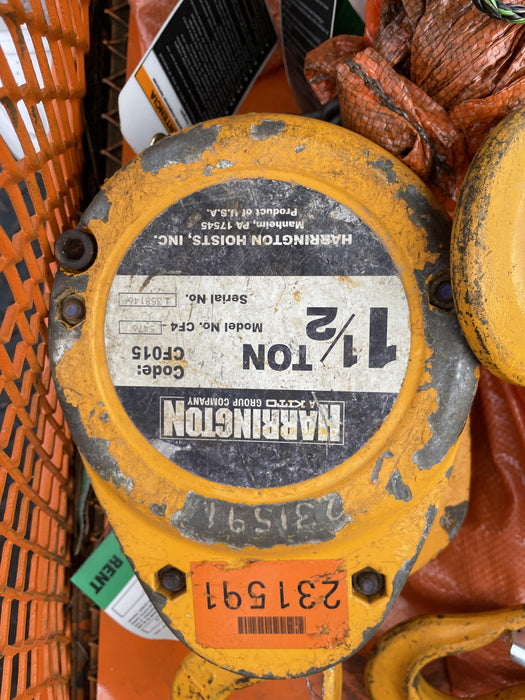 HARRINGTON
A KITO GROUP COMPANY
1 1/2 TON
Code:
CF015
Model No. CF4-5476
Serial No.
HARRINGTON HOISTS, INC.
Manheim, PA 17545
Product of U.S.A.
231591
231591
RENT